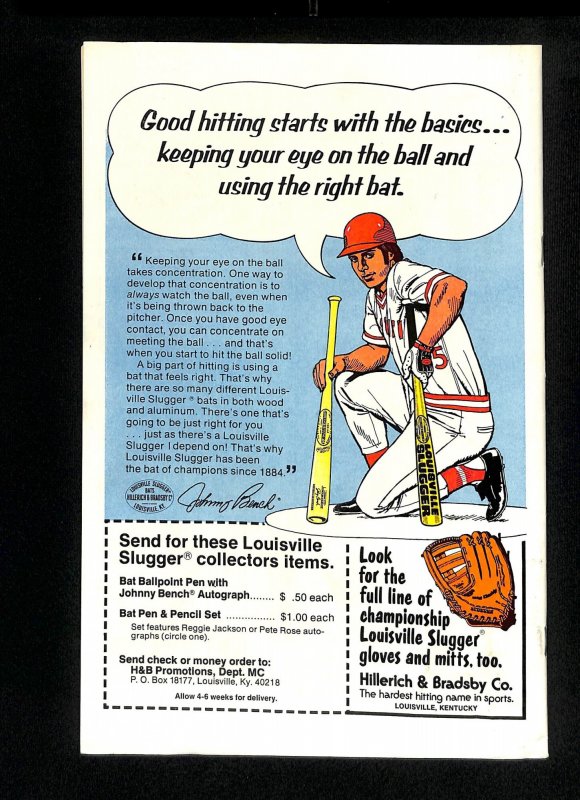 Good hitting starts with the basics...
keeping your eye on the ball and
using the right bat.
“Keeping your eye on the ball
takes concentration. One way to
develop that concentration is to
always watch the ball, even when
it's being thrown back to the
pitcher. Once you have good eye
contact, you can concentrate on
meeting the ball . . . and that's
when you start to hit the ball solid!
A big part of hitting is using a
bat that feels right. That's why
there are so many different Louis-
ville Slugger® bats in both wood
and aluminum. There's one that's
going to be just right for you
. . . just as there's a Louisville
Slugger I depend on! That's why
Louisville Slugger has been
the bat of champions since 1884.”
LOUISVILLE SLUGGER®
BATS
HILLERICH & BRADSBY Co
LOUISVILLE, KY.
Johnny Bench®
5
LOUISVILLE
SLUGGER
Send for these Louisville
Slugger® collectors items.
Bat Ballpoint Pen with
Johnny Bench® Autograph........ $ .50 each
Bat Pen & Pencil Set ................ $1.00 each
Set features Reggie Jackson or Pete Rose auto-
graphs (circle one).
Send check or money order to:
H&B Promotions, Dept. MC
P. O. Box 18177, Louisville, Ky. 40218
Allow 4-6 weeks for delivery.
Look
for the
full line of
championship
Louisville Slugger®
gloves and mitts, too.
Hillerich & Bradsby Co.
The hardest hitting name in sports.
LOUISVILLE, KENTUCKY